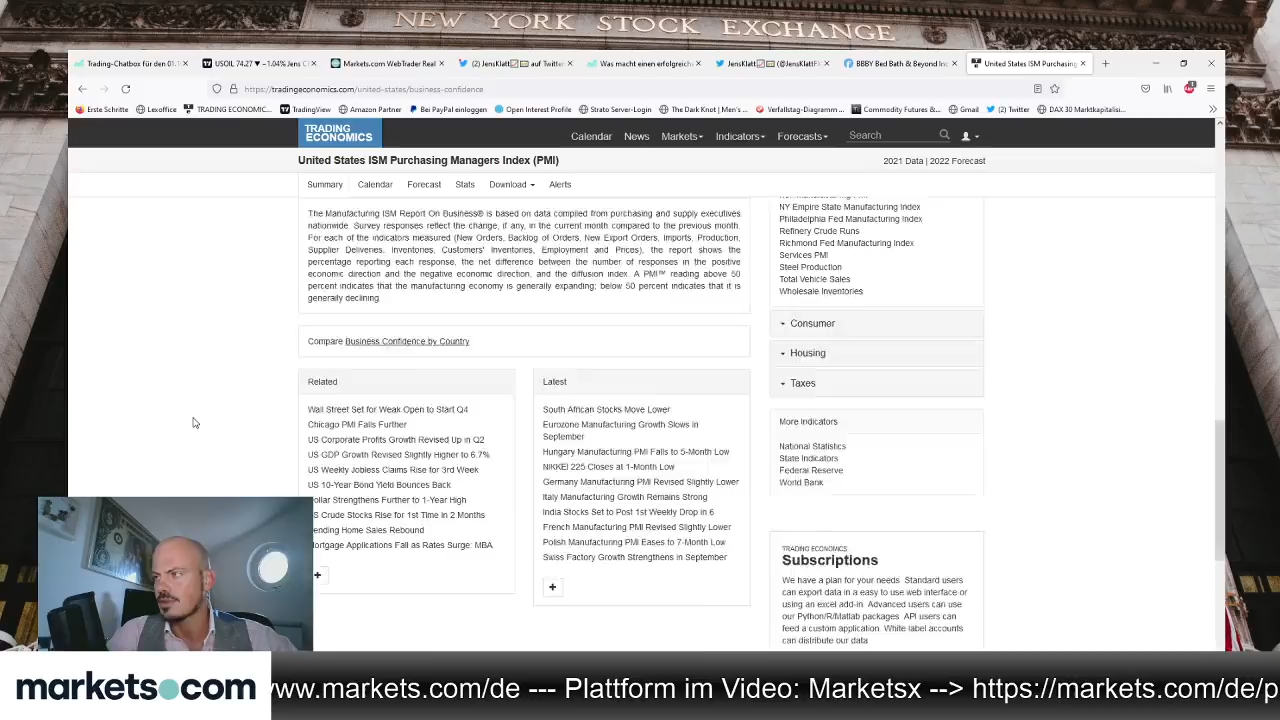 NEW YORK STOCK EXCHANGE
Trading-Chatbox für den 01.1
USOIL 74.27 ▼ −1.04% Jens C
Markets.com WebTrader Real
(2) JensKlatt auf Twitter
Was macht einen erfolgreich
JensKlatt (@JensKlattF
BBBY Bed Bath & Beyond Inc
United States ISM Purchasing
https://tradingeconomics.com/united-states/business-confidence
Erste Schritte
Lexoffice
TRADING ECONOMIC...
TradingView
Amazon Partner
Bei PayPal einloggen
Open Interest Profile
Strato Server-Login
The Dark Knot | Men's ...
Verfallstag-Diagramm ...
Commodity Futures &...
Gmail
Twitter
DAX 30 Marktkapitalisi...
TRADING
ECONOMICS
Calendar
News
Markets
Indicators
Forecasts
Search
United States ISM Purchasing Managers Index (PMI)
2021 Data | 2022 Forecast
Summary
Calendar
Forecast
Stats
Download
Alerts
The Manufacturing ISM Report On Business® is based on data compiled from purchasing and supply executives
nationwide. Survey responses reflect the change, if any, in the current month compared to the previous month.
For each of the indicators measured (New Orders, Backlog of Orders, New Export Orders, Imports, Production,
Supplier Deliveries, Inventories, Customers' Inventories, Employment and Prices), the report shows the
percentage reporting each response, the net difference between the number of responses in the positive
economic direction and the negative economic direction, and the diffusion index. A PMI™ reading above 50
percent indicates that the manufacturing economy is generally expanding; below 50 percent indicates that it is
generally declining.
Compare Business Confidence by Country
Related
Wall Street Set for Weak Open to Start Q4
Chicago PMI Falls Further
US Corporate Profits Growth Revised Up in Q2
US GDP Growth Revised Slightly Higher to 6.7%
US Weekly Jobless Claims Rise for 3rd Week
US 10-Year Bond Yield Bounces Back
ollar Strengthens Further to 1-Year High
S Crude Stocks Rise for 1st Time in 2 Months
ending Home Sales Rebound
ortgage Applications Fall as Rates Surge: MBA
+
Latest
South African Stocks Move Lower
Eurozone Manufacturing Growth Slows in
September
Hungary Manufacturing PMI Falls to 5-Month Low
NIKKEI 225 Closes at 1-Month Low
Germany Manufacturing PMI Revised Slightly Lower
Italy Manufacturing Growth Remains Strong
India Stocks Set to Post 1st Weekly Drop in 6
French Manufacturing PMI Revised Slightly Lower
Polish Manufacturing PMI Eases to 7-Month Low
Swiss Factory Growth Strengthens in September
+
NY Empire State Manufacturing Index
Philadelphia Fed Manufacturing Index
Refinery Crude Runs
Richmond Fed Manufacturing Index
Services PMI
Steel Production
Total Vehicle Sales
Wholesale Inventories
Consumer
Housing
Taxes
More Indicators
National Statistics
State Indicators
Federal Reserve
World Bank
TRADING ECONOMICS
Subscriptions
We have a plan for your needs. Standard users
can export data in a easy to use web interface or
using an excel add-in. Advanced users can use
our Python/R/Matlab packages. API users can
feed a custom application. White label accounts
can distribute our data.
markets.com
www.markets.com/de --- Plattform im Video: Marketsx --> https://markets.com/de/p